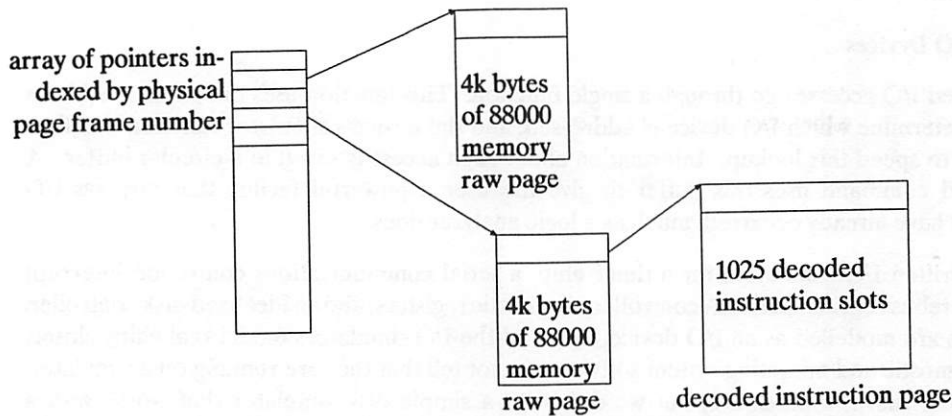 array of pointers in-
dexed by physical
page frame number
4k bytes
of 88000
memory
raw page
4k bytes
of 88000
memory
raw page
1025 decoded
instruction slots
decoded instruction page